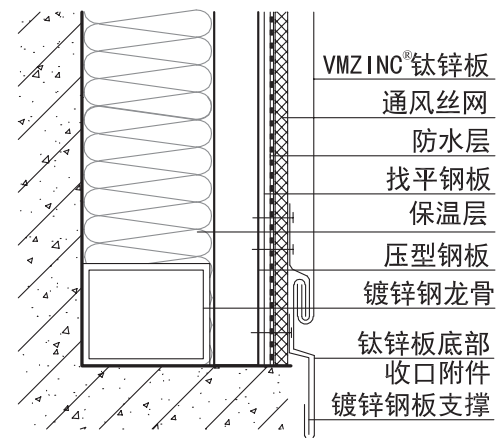 VMZINC®钛锌板
通风丝网
防水层
找平钢板
保温层
压型钢板
镀锌钢龙骨
钛锌板底部
收口附件
镀锌钢板支撑